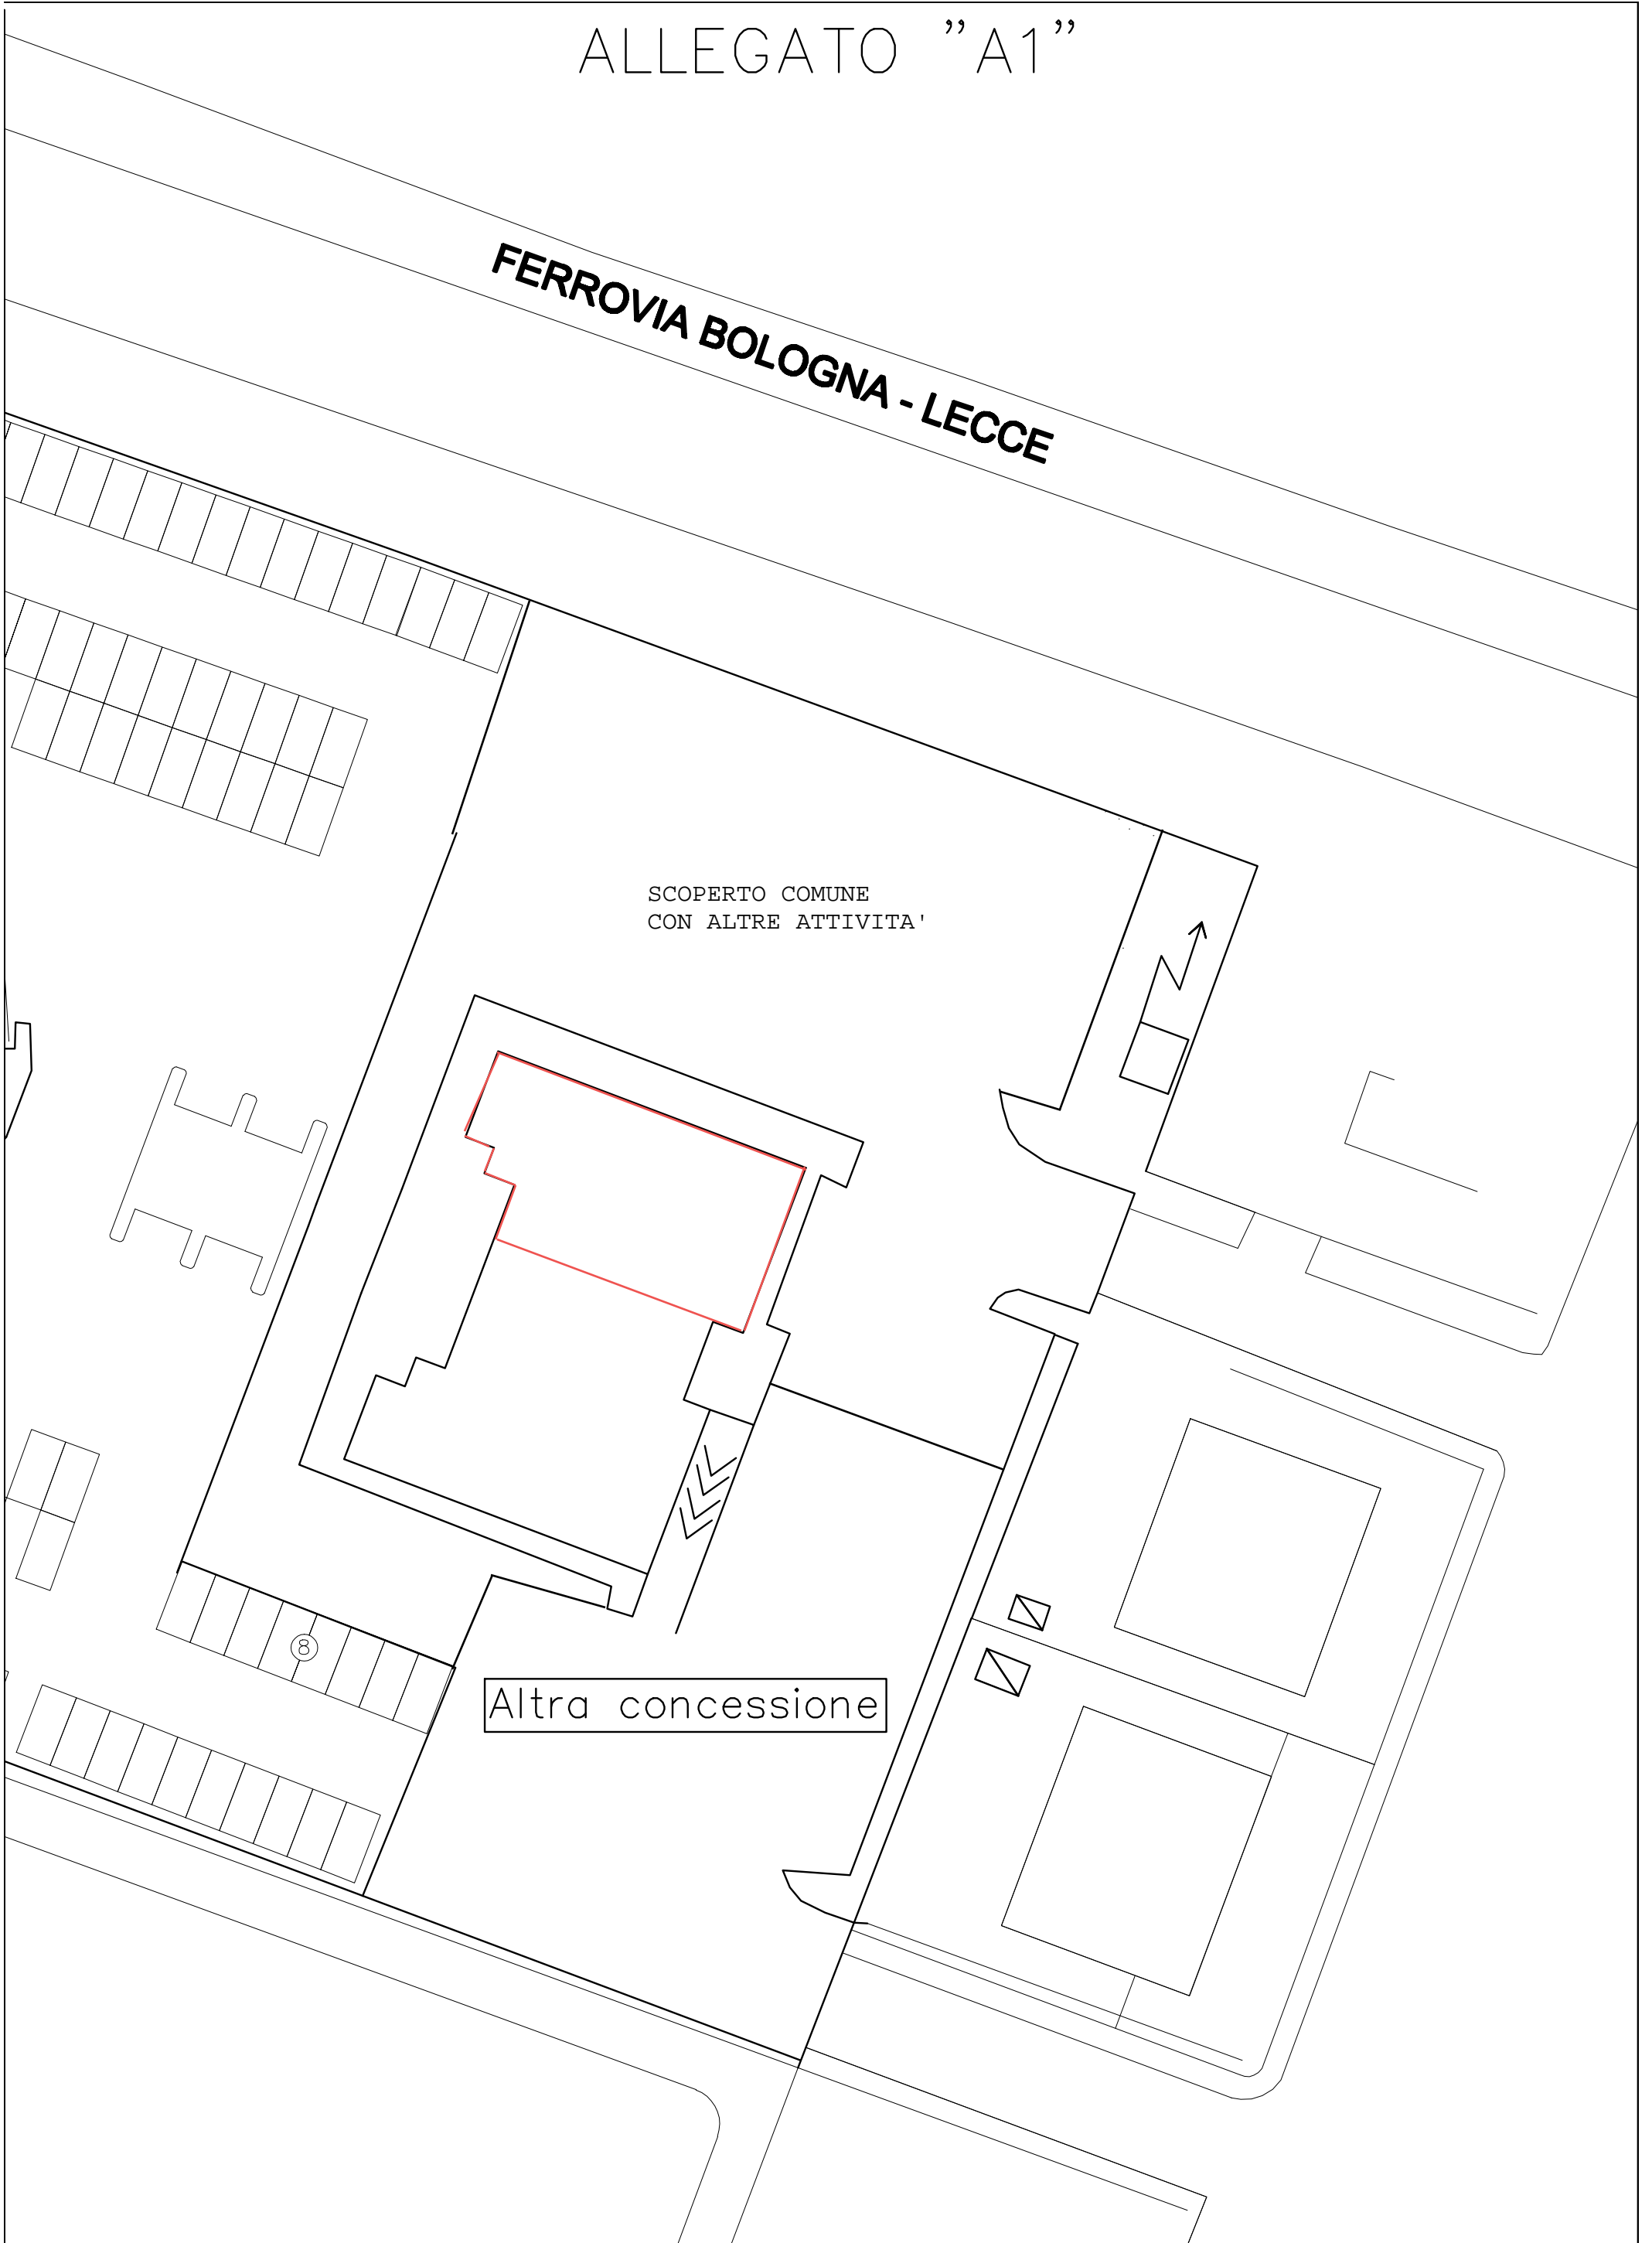 ALLEGATO "A1"
FERROVIA BOLOGNA - LECCE
SCOPERTO COMUNE
CON ALTRE ATTIVITA'
8
Altra concessione